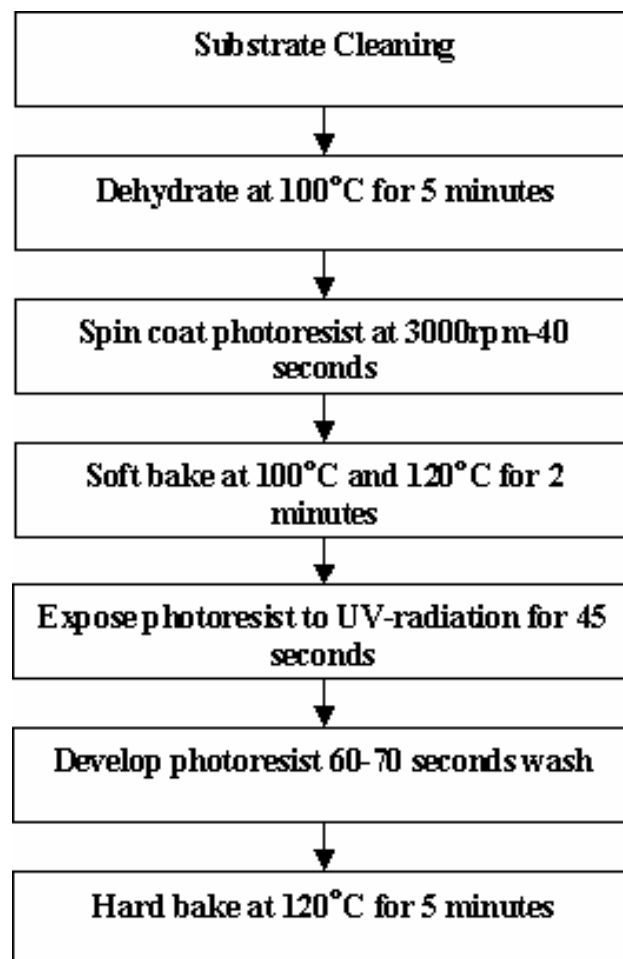 Substrate Cleaning
Dehydrate at 100°C for 5 minutes
Spin coat photoresist at 3000rpm-40
seconds
Soft bake at 100°C and 120°C for 2
minutes
Expose photoresist to UV-radiation for 45
seconds
Develop photoresist 60-70 seconds wash
Hard bake at 120°C for 5 minutes